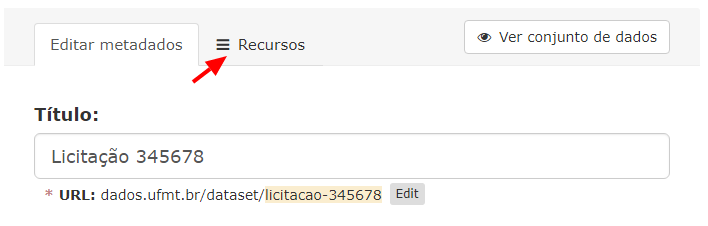 Editar metadados
Recursos
Ver conjunto de dados
Título:
Licitação 345678
* URL: dados.ufmt.br/dataset/licitacao-345678 Edit